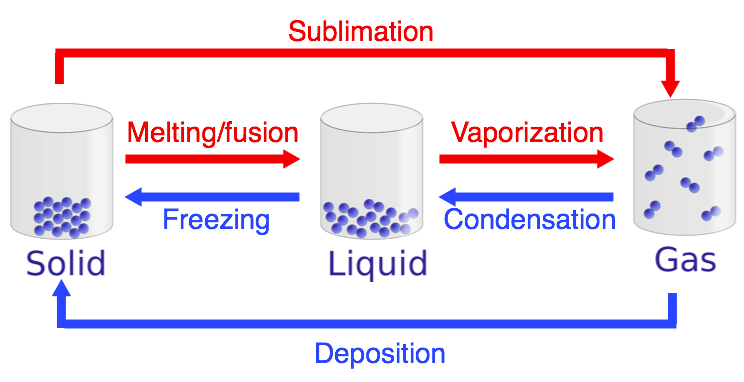 Sublimation
Melting/fusion
Vaporization
Freezing
Condensation
Solid
Liquid
Gas
Deposition